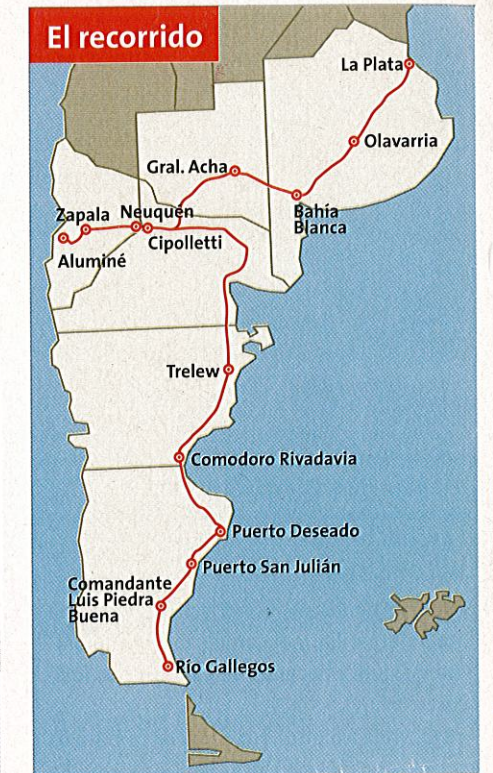 El recorrido
La Plata
Olavarria
Gral. Acha
Bahía
Blanca
Zapala
Neuquén
Cipolletti
Aluminé
Trelew
Comodoro Rivadavia
Puerto Deseado
Puerto San Julián
Comandante
Luis Piedra
Buena
Río Gallegos